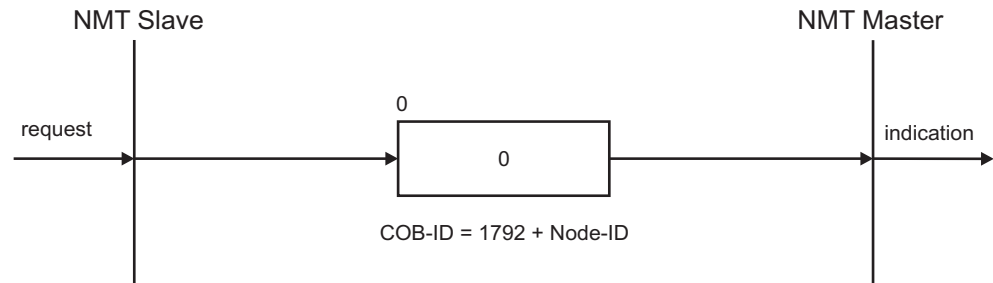 NMT Slave
NMT Master
0
request
indication
0
COB-ID = 1792 + Node-ID